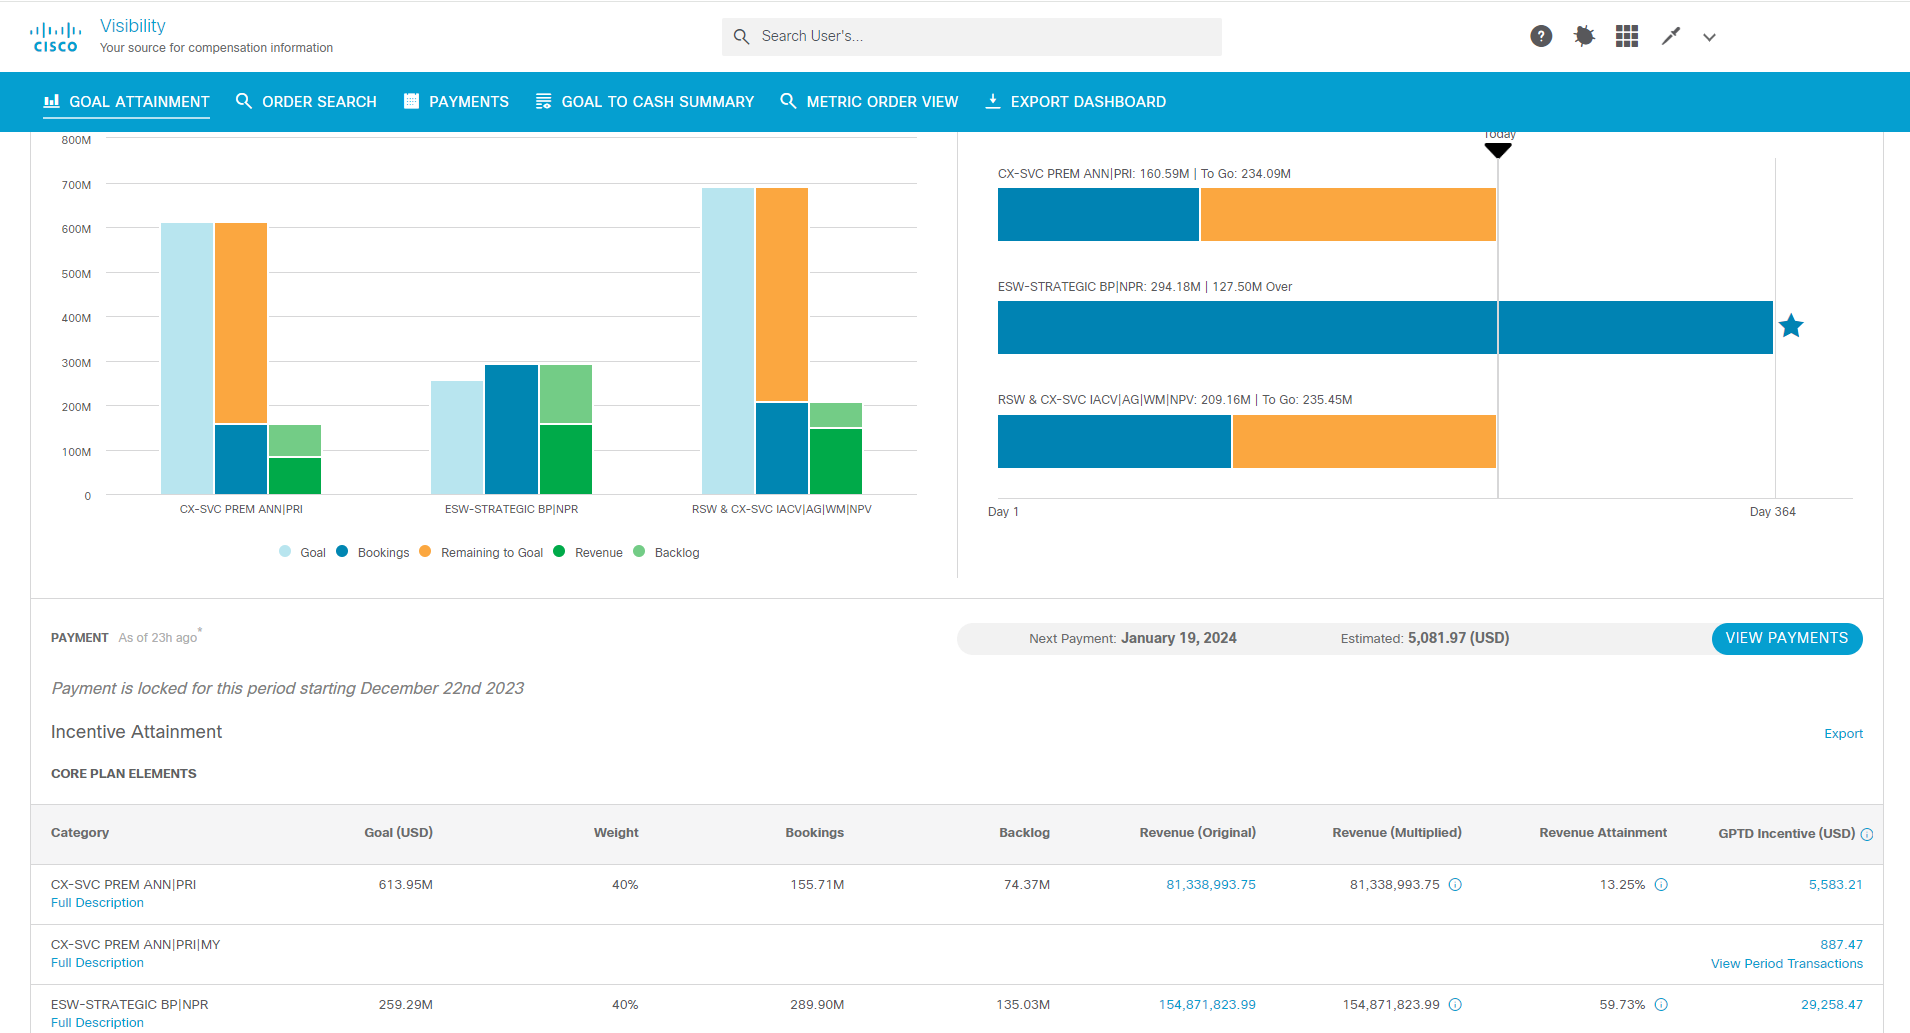 CISCO
Visibility
Your source for compensation information
Search User's...
GOAL ATTAINMENT ORDER SEARCH PAYMENTS GOAL TO CASH SUMMARY METRIC ORDER VIEW EXPORT DASHBOARD
800M
700M
600M
500M
400M
300M
200M
100M
0
CX-SVC PREM ANN|PRI ESW-STRATEGIC BP|NPR RSW & CX-SVC IACV|AG|WM|NPV
Goal Bookings Remaining to Goal Revenue Backlog
Today
CX-SVC PREM ANN|PRI: 160.59M | To Go: 234.09M
ESW-STRATEGIC BP|NPR: 294.18M | 127.50M Over
RSW & CX-SVC IACV|AG|WM|NPV: 209.16M | To Go: 235.45M
Day 1 Day 364
PAYMENT As of 23h ago*
Next Payment: January 19, 2024 Estimated: 5,081.97 (USD) VIEW PAYMENTS
Payment is locked for this period starting December 22nd 2023
Incentive Attainment Export
CORE PLAN ELEMENTS
Category Goal (USD) Weight Bookings Backlog Revenue (Original) Revenue (Multiplied) Revenue Attainment GPTD Incentive (USD)
CX-SVC PREM ANN|PRI 613.95M 40% 155.71M 74.37M 81,338,993.75 81,338,993.75 13.25% 5,583.21
Full Description
CX-SVC PREM ANN|PRI|MY 887.47
Full Description View Period Transactions
ESW-STRATEGIC BP|NPR 259.29M 40% 289.90M 135.03M 154,871,823.99 154,871,823.99 59.73% 29,258.47
Full Description